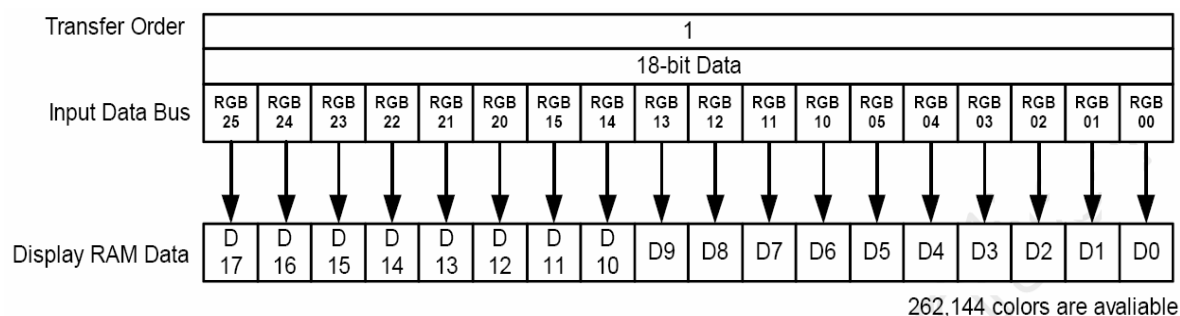 Transfer Order 1
18-bit Data
Input Data Bus RGB 25 RGB 24 RGB 23 RGB 22 RGB 21 RGB 20 RGB 15 RGB 14 RGB 13 RGB 12 RGB 11 RGB 10 RGB 05 RGB 04 RGB 03 RGB 02 RGB 01 RGB 00
Display RAM Data D 17 D 16 D 15 D 14 D 13 D 12 D 11 D 10 D9 D8 D7 D6 D5 D4 D3 D2 D1 D0
262,144 colors are avaliable